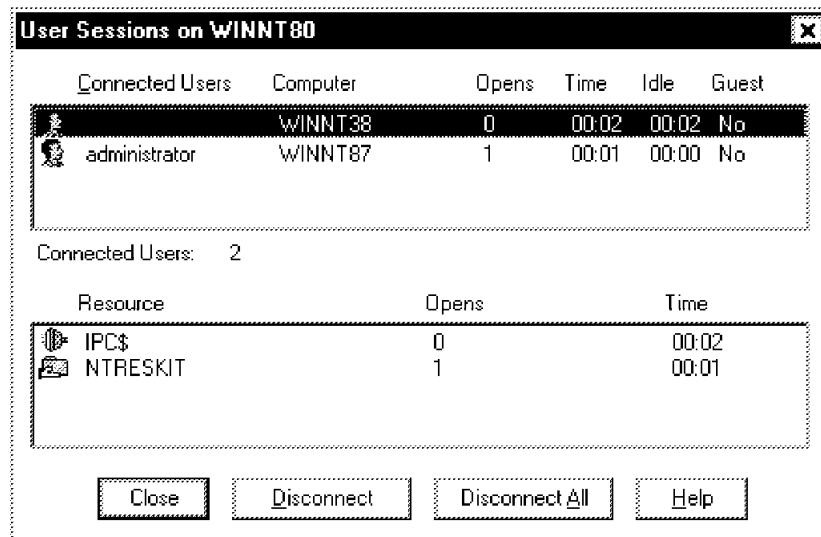 User Sessions on WINNT80
Connected Users Computer Opens Time Idle Guest
WINNT38 0 00:02 00:02 No
administrator WINNT87 1 00:01 00:00 No
Connected Users: 2
Resource Opens Time
IPC$ 0 00:02
NTRESKIT 1 00:01
Close Disconnect Disconnect All Help